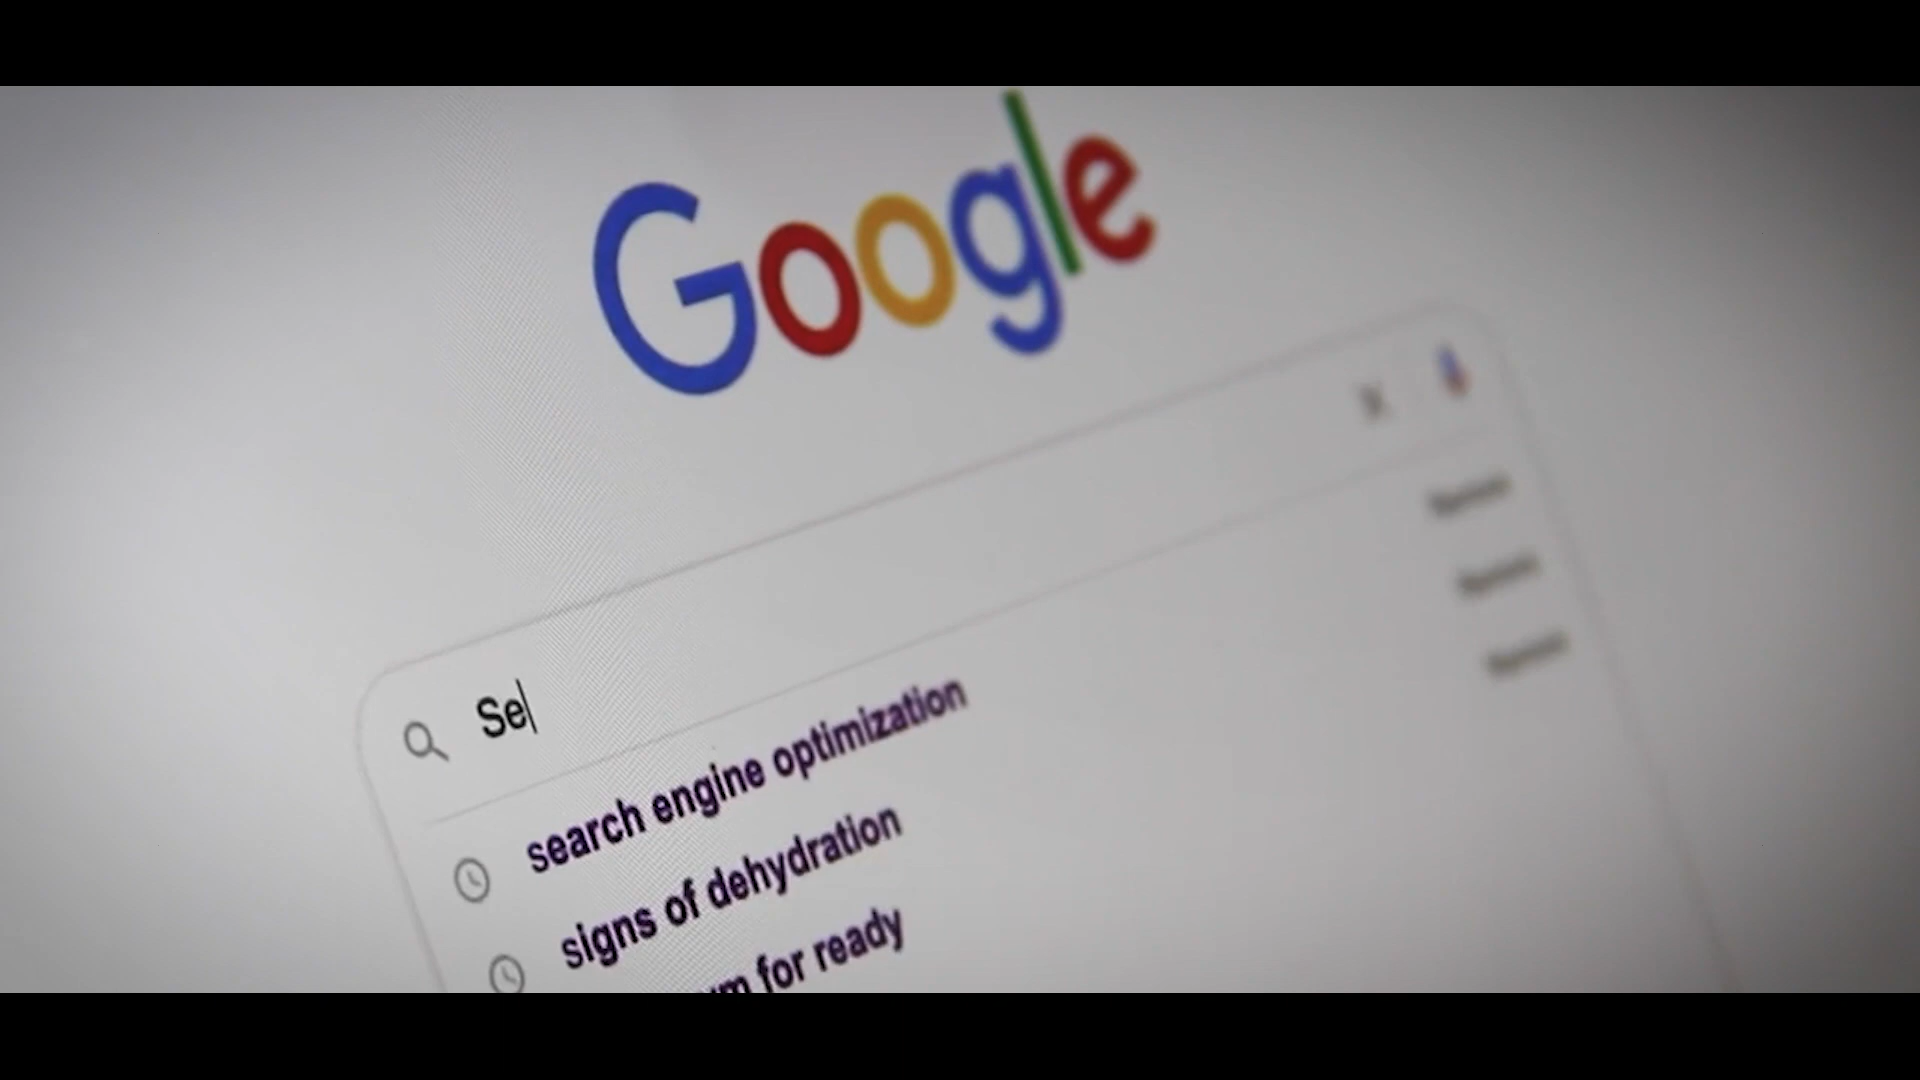 Google
Se
search engine optimization
signs of dehydration
for ready